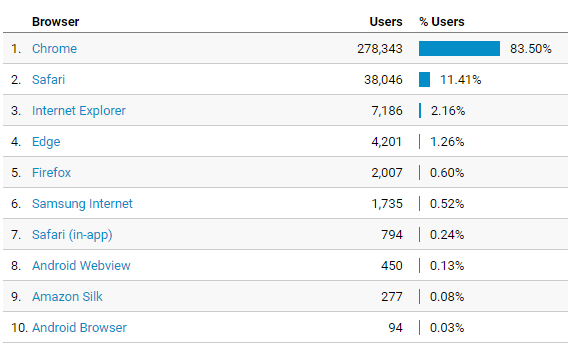 Browser Users % Users
1. Chrome 278,343 83.50%
2. Safari 38,046 11.41%
3. Internet Explorer 7,186 2.16%
4. Edge 4,201 1.26%
5. Firefox 2,007 0.60%
6. Samsung Internet 1,735 0.52%
7. Safari (in-app) 794 0.24%
8. Android Webview 450 0.13%
9. Amazon Silk 277 0.08%
10. Android Browser 94 0.03%